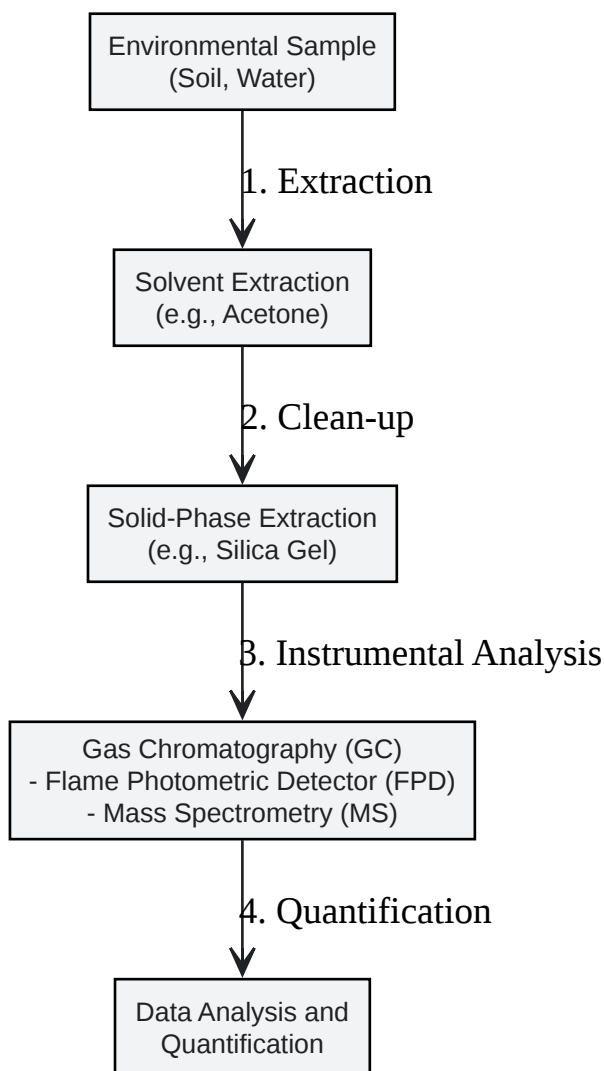 Environmental Sample
(Soil, Water)
1. Extraction
Solvent Extraction
(e.g., Acetone)
2. Clean-up
Solid-Phase Extraction
(e.g., Silica Gel)
3. Instrumental Analysis
Gas Chromatography (GC)
- Flame Photometric Detector (FPD)
- Mass Spectrometry (MS)
4. Quantification
Data Analysis and
Quantification